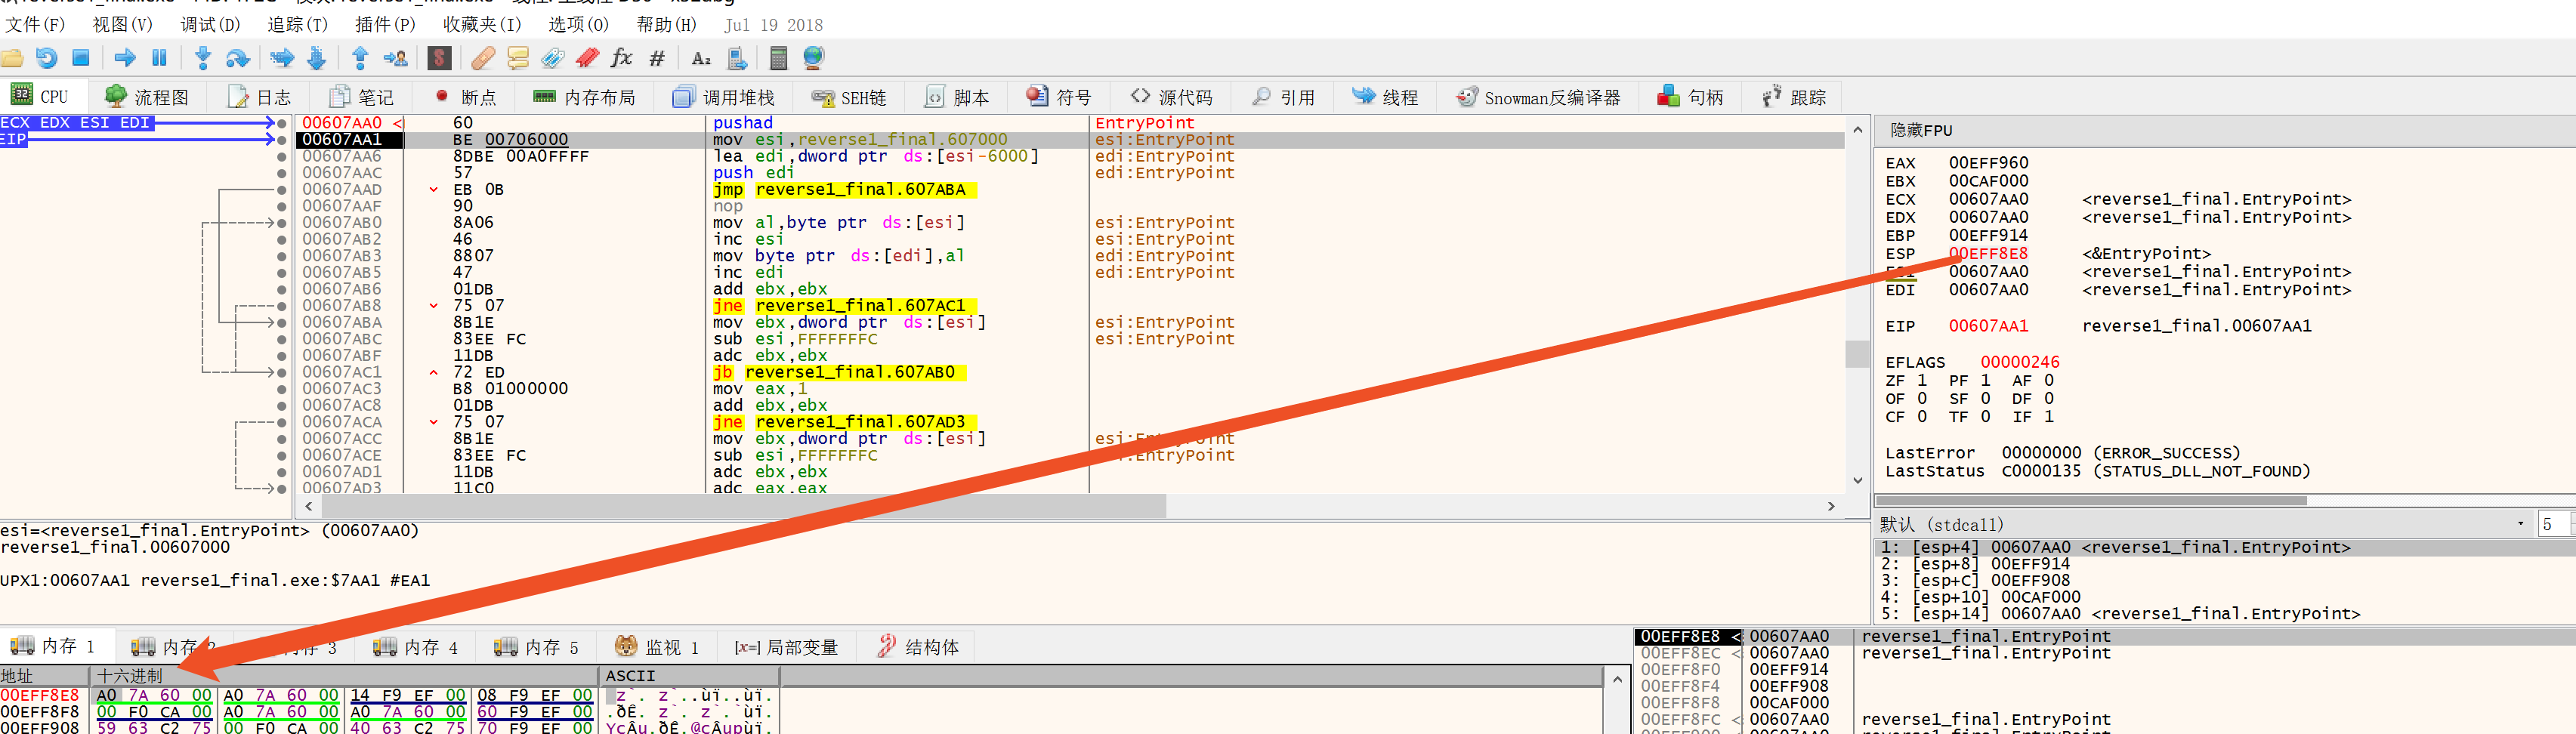 文件(F) 视图(V) 调试(D) 追踪(T) 插件(P) 收藏夹(I) 选项(O) 帮助(H) Jul 19 2018
CPU 流程图 日志 笔记 断点 内存布局 调用堆栈 SEH链 脚本 符号 源代码 引用 线程 Snowman反编译器 句柄 跟踪
ECX EDX ESI EDI
EIP
00607AA0 < 60 pushad EntryPoint
00607AA1 BE 00706000 mov esi,reverse1_final.607000 esi:EntryPoint
00607AA6 8DBE 00A0FFFF lea edi,dword ptr ds:[esi-6000] edi:EntryPoint
00607AAC 57 push edi edi:EntryPoint
00607AAD EB 0B jmp reverse1_final.607ABA
00607AAF 90 nop
00607AB0 8A06 mov al,byte ptr ds:[esi] esi:EntryPoint
00607AB2 46 inc esi esi:EntryPoint
00607AB3 8807 mov byte ptr ds:[edi],al edi:EntryPoint
00607AB5 47 inc edi edi:EntryPoint
00607AB6 01DB add ebx,ebx
00607AB8 75 07 jne reverse1_final.607AC1
00607ABA 8B1E mov ebx,dword ptr ds:[esi] esi:EntryPoint
00607ABC 83EE FC sub esi,FFFFFFFC esi:EntryPoint
00607ABF 11DB adc ebx,ebx
00607AC1 72 ED jb reverse1_final.607AB0
00607AC3 B8 01000000 mov eax,1
00607AC8 01DB add ebx,ebx
00607ACA 75 07 jne reverse1_final.607AD3
00607ACC 8B1E mov ebx,dword ptr ds:[esi] esi:EntryPoint
00607ACE 83EE FC sub esi,FFFFFFFC :EntryPoint
00607AD1 11DB adc ebx,ebx
00607AD3 11C0 adc eax,eax
隐藏FPU
EAX 00EFF960
EBX 00CAF000
ECX 00607AA0 <reverse1_final.EntryPoint>
EDX 00607AA0 <reverse1_final.EntryPoint>
EBP 00EFF914
ESP 00EFF8E8 <&EntryPoint>
ESI 00607AA0 <reverse1_final.EntryPoint>
EDI 00607AA0 <reverse1_final.EntryPoint>
EIP 00607AA1 reverse1_final.00607AA1
EFLAGS 00000246
ZF 1 PF 1 AF 0
OF 0 SF 0 DF 0
CF 0 TF 0 IF 1
LastError 00000000 (ERROR_SUCCESS)
LastStatus C0000135 (STATUS_DLL_NOT_FOUND)
esi=<reverse1_final.EntryPoint> (00607AA0)
reverse1_final.00607000
UPX1:00607AA1 reverse1_final.exe:$7AA1 #EA1
默认 (stdcall) 5
1: [esp+4] 00607AA0 <reverse1_final.EntryPoint>
2: [esp+8] 00EFF914
3: [esp+C] 00EFF908
4: [esp+10] 00CAF000
5: [esp+14] 00607AA0 <reverse1_final.EntryPoint>
内存 1 内存 2 内存 3 内存 4 内存 5 监视 1 [x=] 局部变量 结构体
地址 十六进制 ASCII
00EFF8E8 A0 7A 60 00 A0 7A 60 00 14 F9 EF 00 08 F9 EF 00 z`. z`..ùï..ùï.
00EFF8F8 00 F0 CA 00 A0 7A 60 00 A0 7A 60 00 60 F9 EF 00 .ðÊ. z`. z`.`ùï.
00EFF908 59 63 C2 75 00 F0 CA 00 40 63 C2 75 70 F9 EF 00 YcÂu.ðÊ.@cÂupùï.
00EFF8E8 < 00607AA0 reverse1_final.EntryPoint
00EFF8EC < 00607AA0 reverse1_final.EntryPoint
00EFF8F0 00EFF914
00EFF8F4 00EFF908
00EFF8F8 00CAF000
00EFF8FC < 00607AA0 reverse1_final.EntryPoint